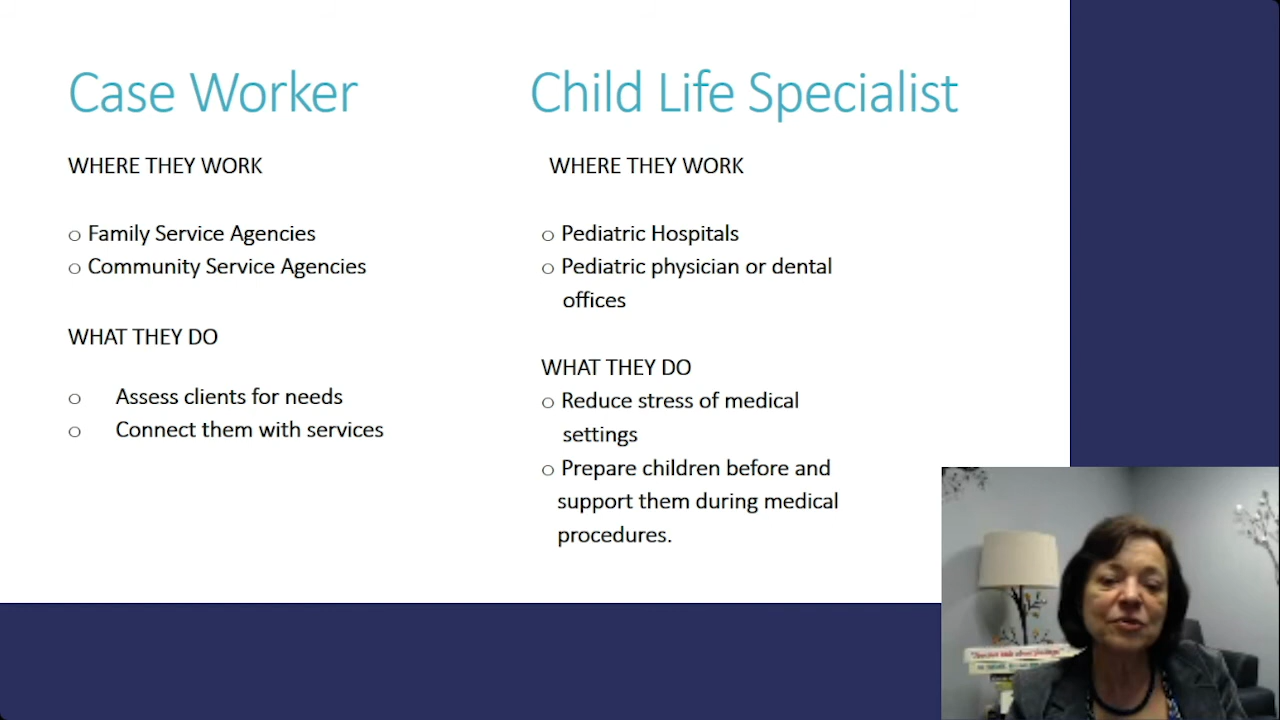 Case Worker
WHERE THEY WORK
o Family Service Agencies
o Community Service Agencies
WHAT THEY DO
o Assess clients for needs
o Connect them with services
Child Life Specialist
WHERE THEY WORK
o Pediatric Hospitals
o Pediatric physician or dental
offices
WHAT THEY DO
o Reduce stress of medical
settings
o Prepare children before and
support them during medical
procedures.